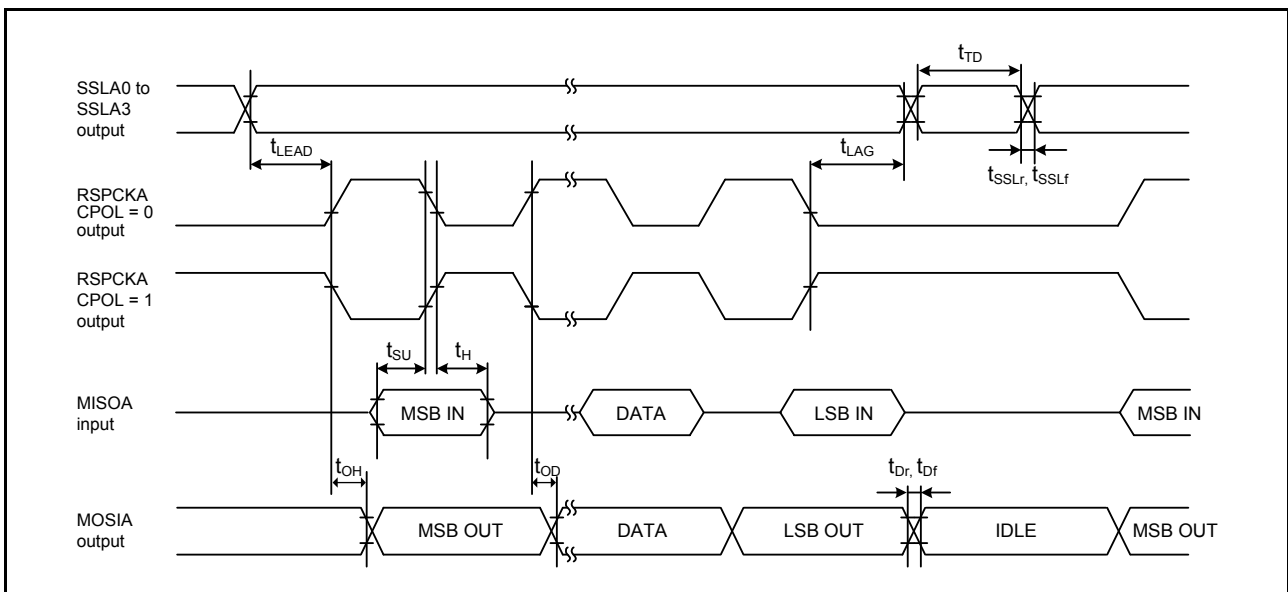 SSLA0 to
SSLA3
output
tTD
tLEAD
tLAG
tSSLr, tSSLf
RSPCKA
CPOL = 0
output
RSPCKA
CPOL = 1
output
tSU
tH
MISOA
input
MSB IN
DATA
LSB IN
MSB IN
tOH
tOD
tDr, tDf
MOSIA
output
MSB OUT
DATA
LSB OUT
IDLE
MSB OUT